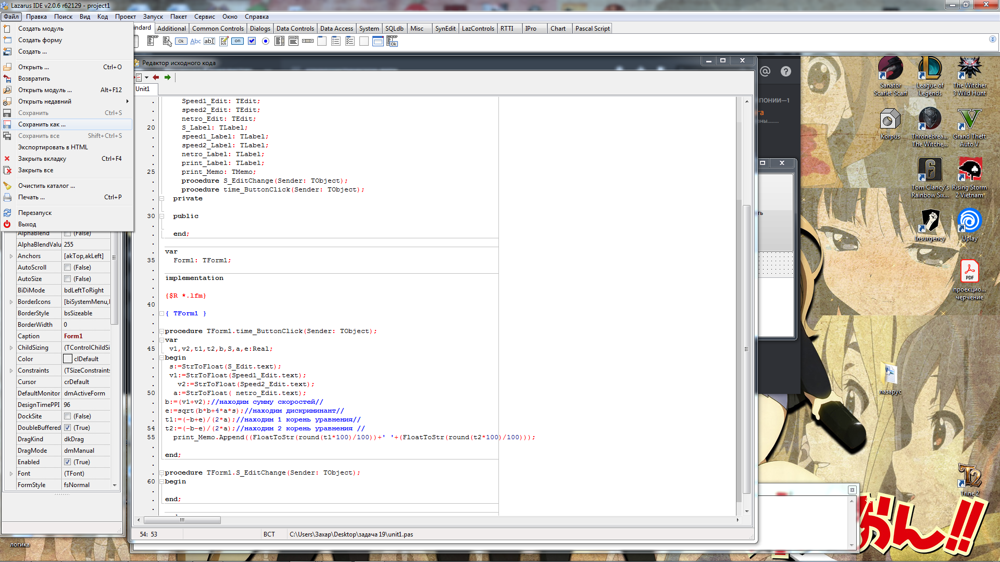 Lazarus IDE v2.0.6 r62129 - project1
Файл Правка Поиск Вид Код Проект Запуск Пакет Сервис Окно Справка
ndard Additional Common Controls Dialogs Data Controls Data Access System SQLdb Misc SynEdit LazControls RTTI IPro Chart Pascal Script
Ok Abc ab on Ok
Создать модуль
Создать форму
Создать ...
Открыть ... Ctrl+O
Возвратить
Открыть модуль ... Alt+F12
Открыть недавний
Сохранить Ctrl+S
Сохранить как ...
Сохранить все Shift+Ctrl+S
Экспортировать в HTML
Закрыть вкладку Ctrl+F4
Закрыть все
Очистить каталог ...
Печать ... Ctrl+P
Перезапуск
Выход
AlphaBlend (False)
AlphaBlendValu 255
Anchors [akTop,akLeft]
AutoScroll (False)
AutoSize (False)
BiDiMode bdLeftToRight
BorderIcons [biSystemMenu,
BorderStyle bsSizeable
BorderWidth 0
Caption Form1
ChildSizing (TControlChildSi
Color clDefault
Constraints (TSizeConstraint
Cursor crDefault
DefaultMonitor dmActiveForm
DesignTimePPI 96
DockSite (False)
DoubleBuffered (True)
DragKind dkDrag
DragMode dmManual
Enabled (True)
Font (TFont)
FormStyle fsNormal
логика
Редактор исходного кода
Unit1
Speed1_Edit: TEdit;
speed2_Edit: TEdit;
netro_Edit: TEdit;
20 S_Label: TLabel;
speed1_Label: TLabel;
speed2_Label: TLabel;
netro_Label: TLabel;
print_Label: TLabel;
25 print_Memo: TMemo;
procedure S_EditChange(Sender: TObject);
procedure time_ButtonClick(Sender: TObject);
private
30 public
end;
var
35 Form1: TForm1;
implementation
{$R *.lfm}
40
{ TForm1 }
procedure TForm1.time_ButtonClick(Sender: TObject);
var
45 v1,v2,t1,t2,b,S,a,e:Real;
begin
s:=StrToFloat(S_Edit.text);
v1:=StrToFloat(Speed1_Edit.text);
v2:=StrToFloat(Speed2_Edit.text);
50 a:=StrToFloat( netro_Edit.text);
b:=(v1+v2);//находим сумму скоростей//
e:=sqrt(b*b+4*a*s);//находим дискриминант//
t1:=(-b+e)/(2*a);//находим 1 корень уравнения//
54 t2:=(-b-e)/(2*a);//находим 2 корень уравнения //
55 print_Memo.Append((FloatToStr(round(t1*100)/100))+' '+(FloatToStr(round(t2*100)/100)));
end;
procedure TForm1.S_EditChange(Sender: TObject);
60 begin
end;
54: 53 ВСТ C:\Users\Захар\Desktop\задача 19\unit1.pas
ПОНИИ—1
га
ны........
ть
Sanator Scarlet Scarf
League of Legends
The Witcher 3 Wild Hunt
Korpus
Thronebrea... The Witche...
Grand Theft Auto V
Tom Clancy's Rainbow Six...
Rising Storm 2 Vietnam
Insurgency
Uplay
PDF
проекцио... черчение
лазарус
Trine 2
おん!!